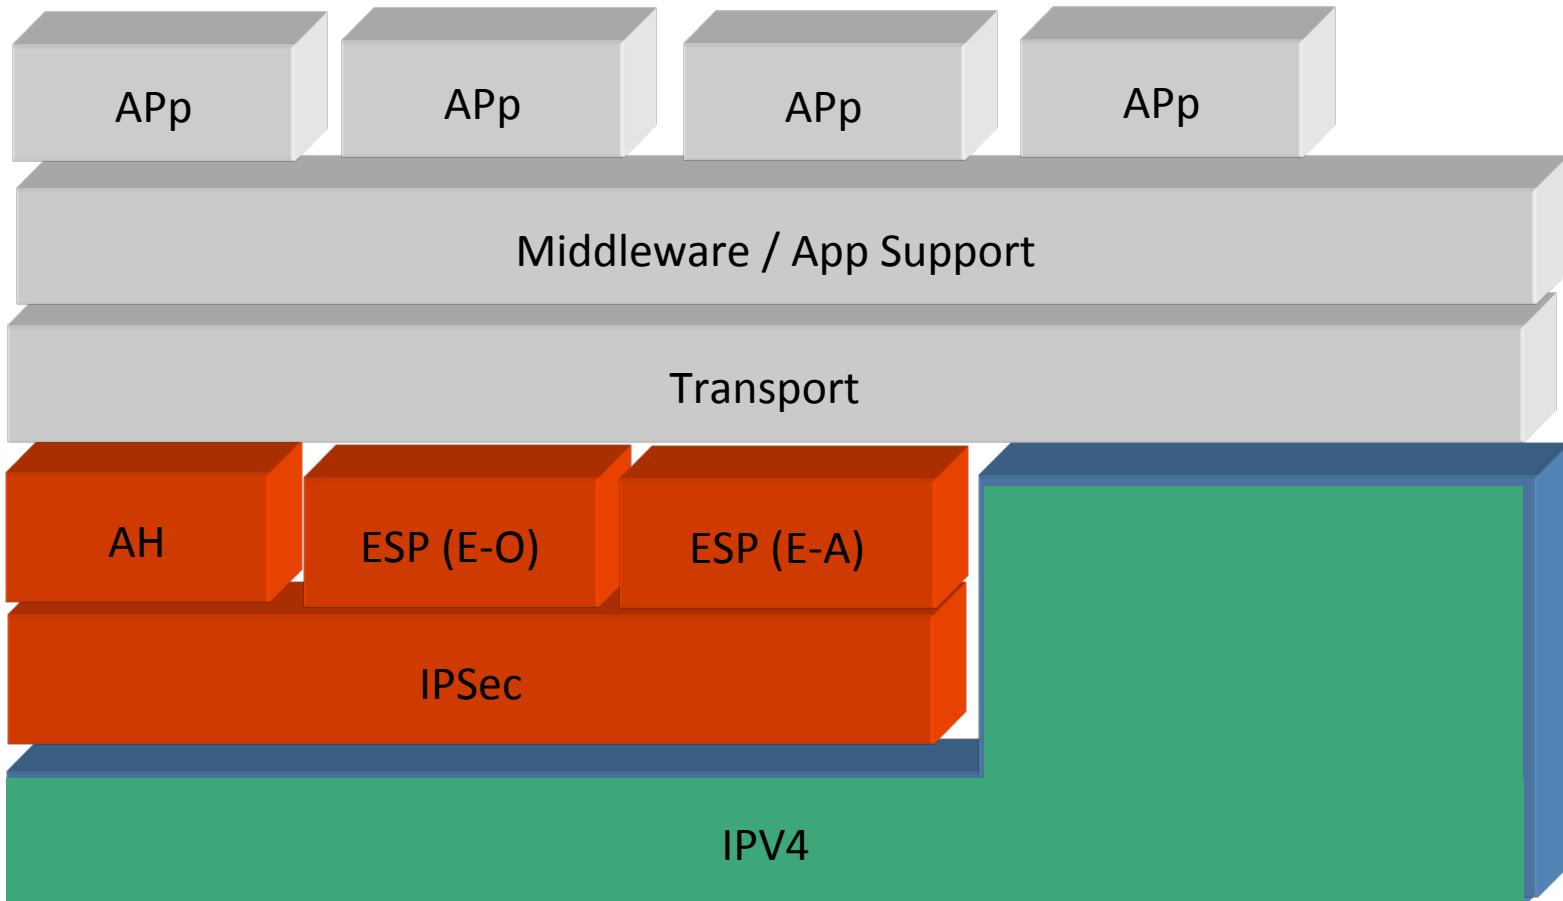 APp
APp
APp
APp
Middleware / App Support
Transport
AH
ESP (E-O)
ESP (E-A)
IPSec
IPV4